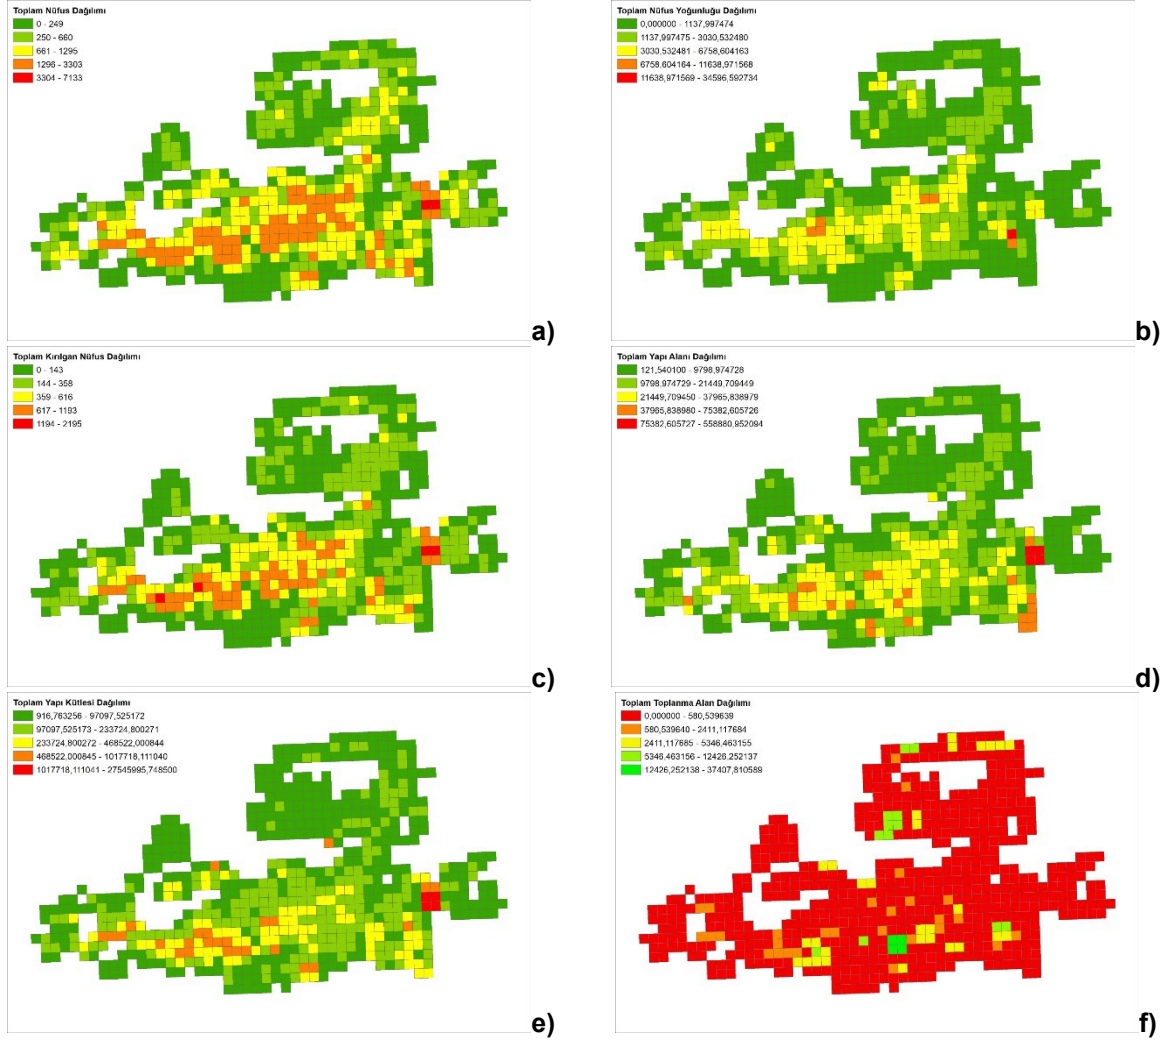 Toplam Nüfus Dağılımı
0 - 249
250 - 660
661 - 1295
1296 - 3303
3304 - 7133
a)
Toplam Nüfus Yoğunluğu Dağılımı
0,000000 - 1137,997474
1137,997475 - 3030,532480
3030,532481 - 6758,604163
6758,604164 - 11638,971568
11638,971569 - 34596,592734
b)
Toplam Kırılgan Nüfus Dağılımı
0 - 143
144 - 358
359 - 616
617 - 1193
1194 - 2195
c)
Toplam Yapı Alanı Dağılımı
121,540100 - 9798,974728
9798,974729 - 21449,709449
21449,709450 - 37965,838979
37965,838980 - 75382,605726
75382,605727 - 558880,952094
d)
Toplam Yapı Kütlesi Dağılımı
916,763256 - 97097,525172
97097,525173 - 233724,800271
233724,800272 - 468522,000844
468522,000845 - 1017718,111040
1017718,111041 - 27545995,748500
e)
Toplam Toplanma Alan Dağılımı
0,000000 - 580,539639
580,539640 - 2411,117684
2411,117685 - 5346,463155
5346,463156 - 12426,252137
12426,252138 - 37407,810589
f)